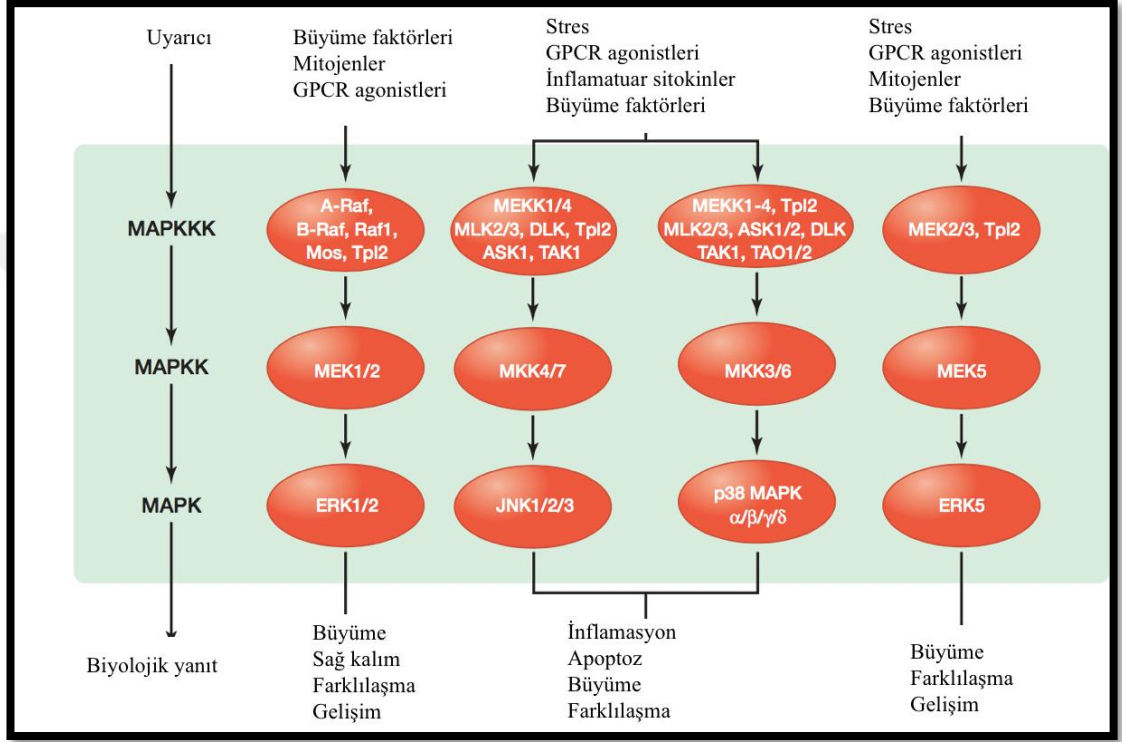 Uyarıcı
Büyüme faktörleri
Mitojenler
GPCR agonistleri
Stres
GPCR agonistleri
İnflamatuar sitokinler
Büyüme faktörleri
Stres
GPCR agonistleri
Mitojenler
Büyüme faktörleri
MAPKKK
A-Raf,
B-Raf, Raf1,
Mos, Tpl2
MEKK1/4
MLK2/3, DLK, Tpl2
ASK1, TAK1
MEKK1-4, Tpl2
MLK2/3, ASK1/2, DLK
TAK1, TAO1/2
MEK2/3, Tpl2
MAPKK
MEK1/2
MKK4/7
MKK3/6
MEK5
MAPK
ERK1/2
JNK1/2/3
p38 MAPK
α/β/γ/δ
ERK5
Biyolojik yanıt
Büyüme
Sağ kalım
Farklılaşma
Gelişim
İnflamasyon
Apoptoz
Büyüme
Farklılaşma
Büyüme
Farklılaşma
Gelişim